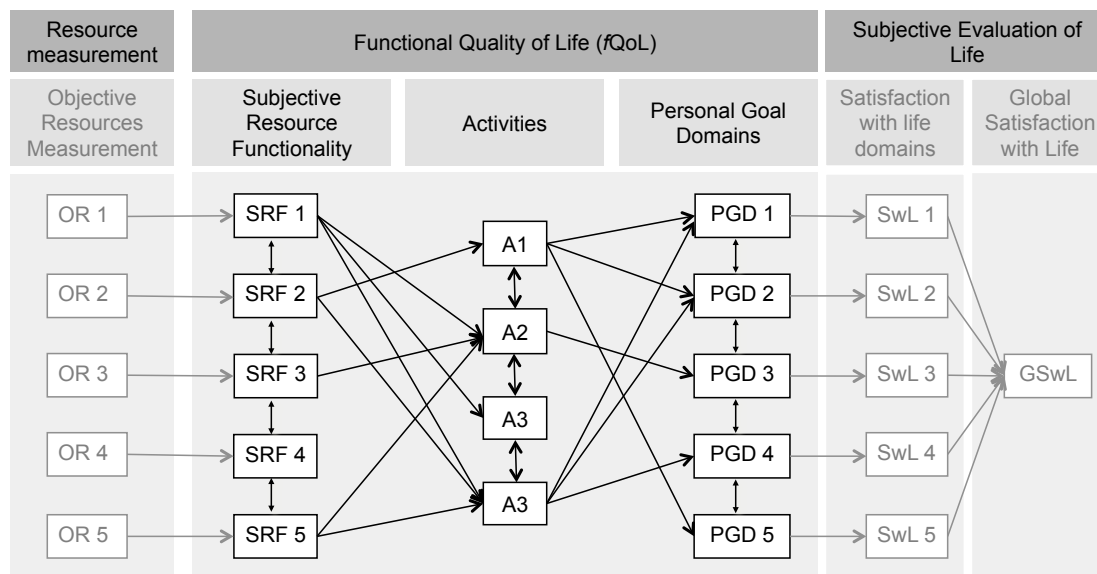 Resource
measurement
Functional Quality of Life (fQoL)
Subjective Evaluation of
Life
Objective
Resources
Measurement
Subjective
Resource
Functionality
Activities
Personal Goal
Domains
Satisfaction
with life
domains
Global
Satisfaction
with Life
OR 1
SRF 1
A1
PGD 1
SwL 1
OR 2
SRF 2
A2
PGD 2
SwL 2
OR 3
SRF 3
PGD 3
SwL 3
GSwL
A3
OR 4
SRF 4
PGD 4
SwL 4
A3
OR 5
SRF 5
PGD 5
SwL 5